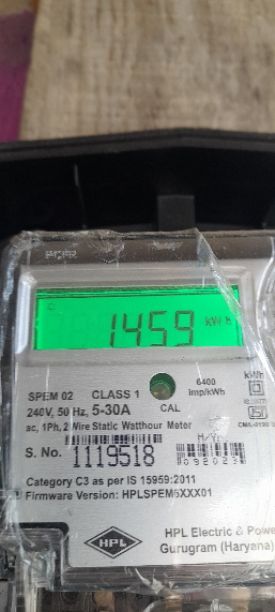 1459 kWh
SPEM 02 CLASS 1
6400 imp/kWh
kWh
240V, 50 Hz, 5-30A CAL
ac, 1Ph, 2 Wire Static Watthour Meter
S. No. 1119518
Category C3 as per IS 15959:2011
Firmware Version: HPLSPEM6XXX01
HPL
HPL Electric & Powe
Gurugram (Haryana)